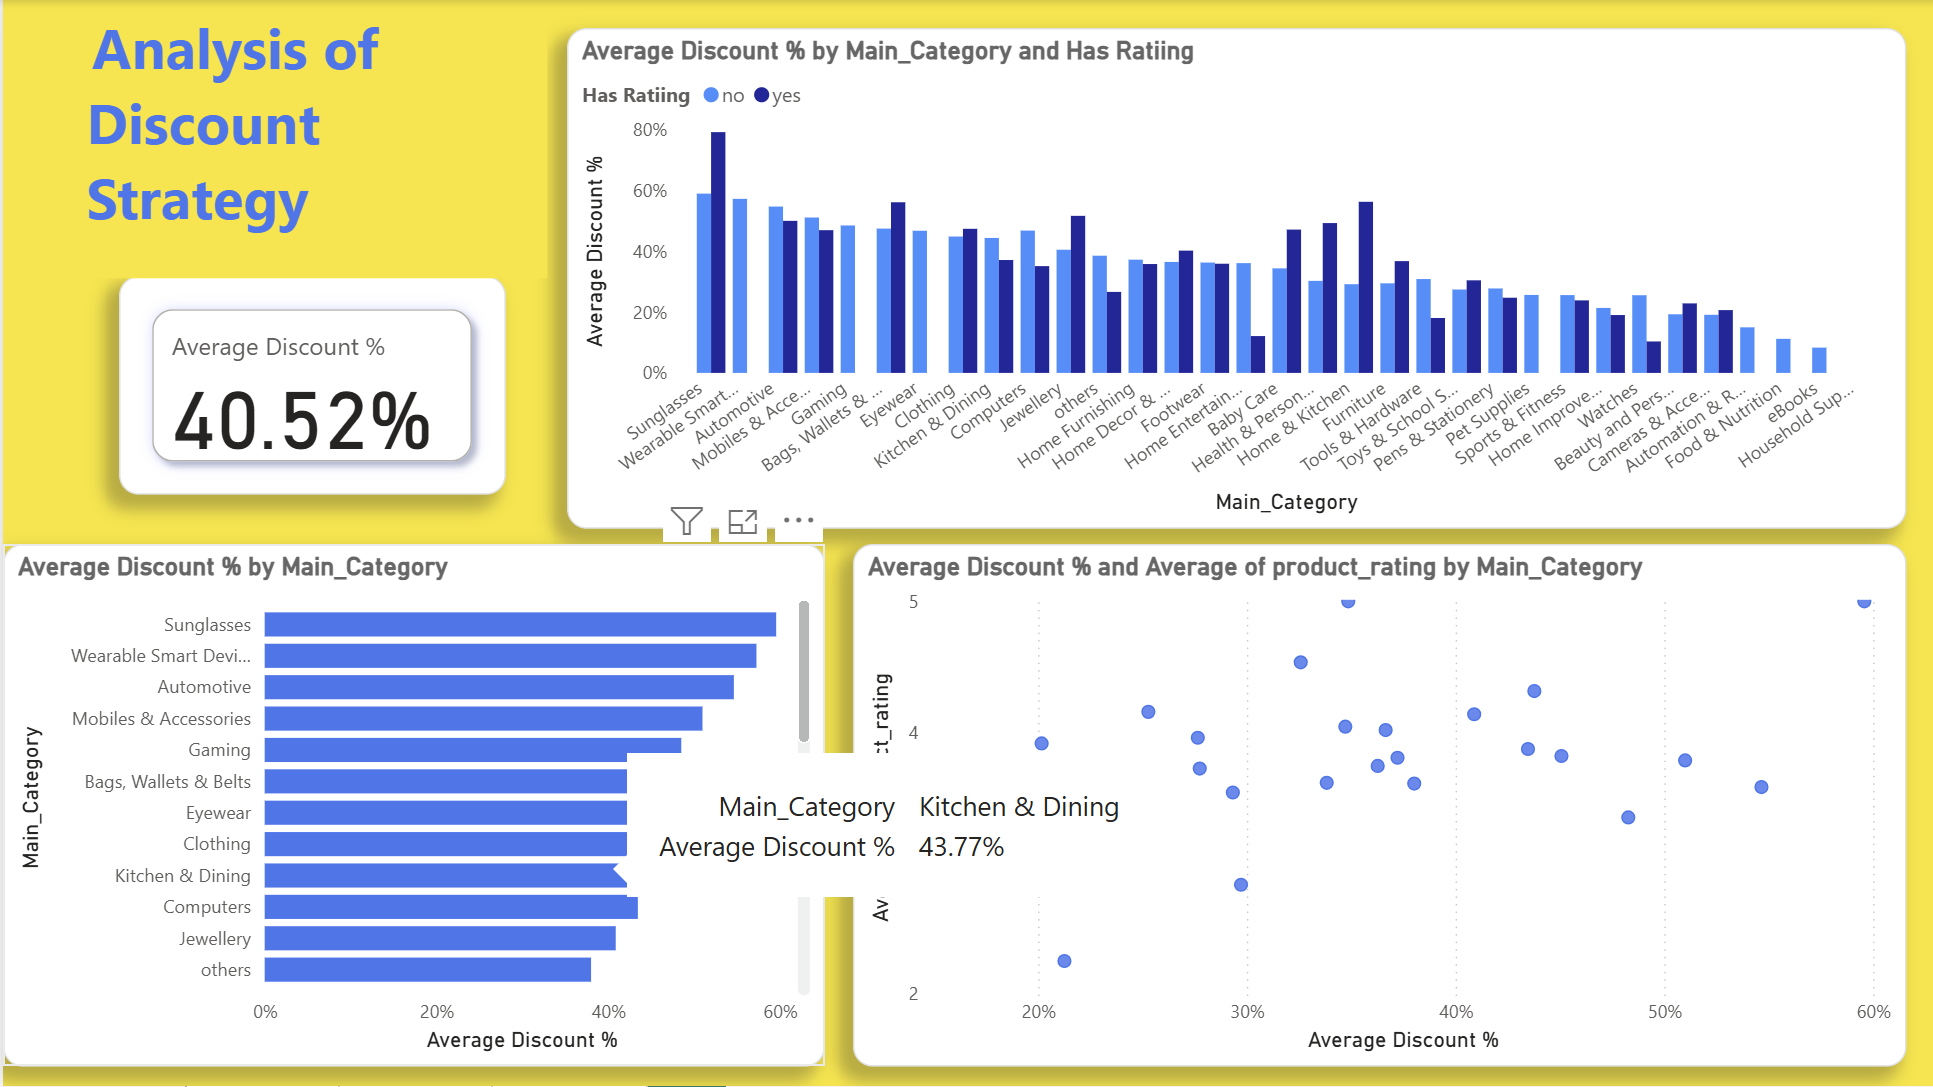 Analysis of
Discount
Strategy
Average Discount %
40.52%
Average Discount % by Main_Category and Has Ratiing
Has Ratiing no yes
Average Discount %
80%
60%
40%
20%
0%
Sunglasses
Wearable Smart...
Automotive
Mobiles & Acce...
Gaming
Bags, Wallets & ...
Eyewear
Clothing
Kitchen & Dining
Computers
Jewellery
others
Home Furnishing
Home Decor & ...
Footwear
Home Entertain...
Baby Care
Health & Person...
Home & Kitchen
Furniture
Tools & Hardware
Toys & School S...
Pens & Stationery
Pet Supplies
Sports & Fitness
Home Improve...
Watches
Beauty and Pers...
Cameras & Acce...
Automation & R...
Food & Nutrition
eBooks
Household Sup...
Main_Category
Average Discount % by Main_Category
Main_Category
Sunglasses
Wearable Smart Devi...
Automotive
Mobiles & Accessories
Gaming
Bags, Wallets & Belts
Eyewear
Clothing
Kitchen & Dining
Computers
Jewellery
others
0% 20% 40% 60%
Average Discount %
Main_Category Kitchen & Dining
Average Discount % 43.77%
Average Discount % and Average of product_rating by Main_Category
Av
ct_rating
5
4
2
20% 30% 40% 50% 60%
Average Discount %